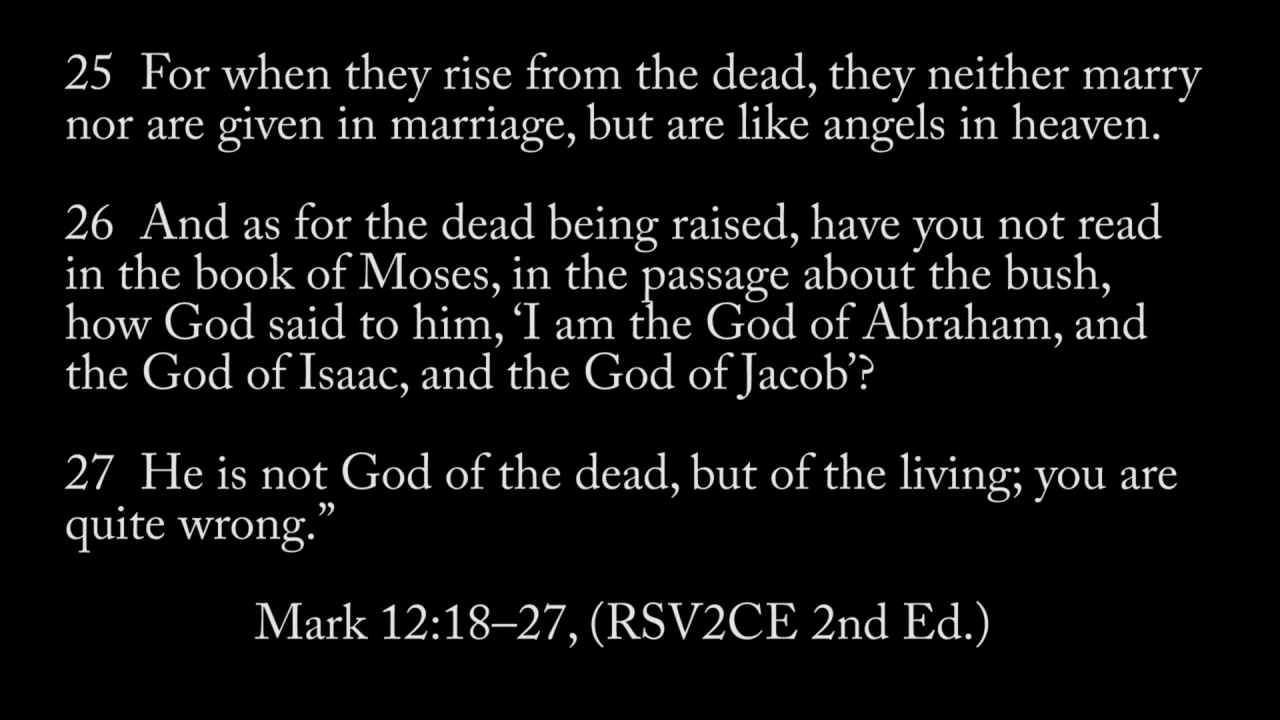 25 For when they rise from the dead, they neither marry
nor are given in marriage, but are like angels in heaven.
26 And as for the dead being raised, have you not read
in the book of Moses, in the passage about the bush,
how God said to him, ‘I am the God of Abraham, and
the God of Isaac, and the God of Jacob’?
27 He is not God of the dead, but of the living; you are
quite wrong.”
Mark 12:18–27, (RSV2CE 2nd Ed.)